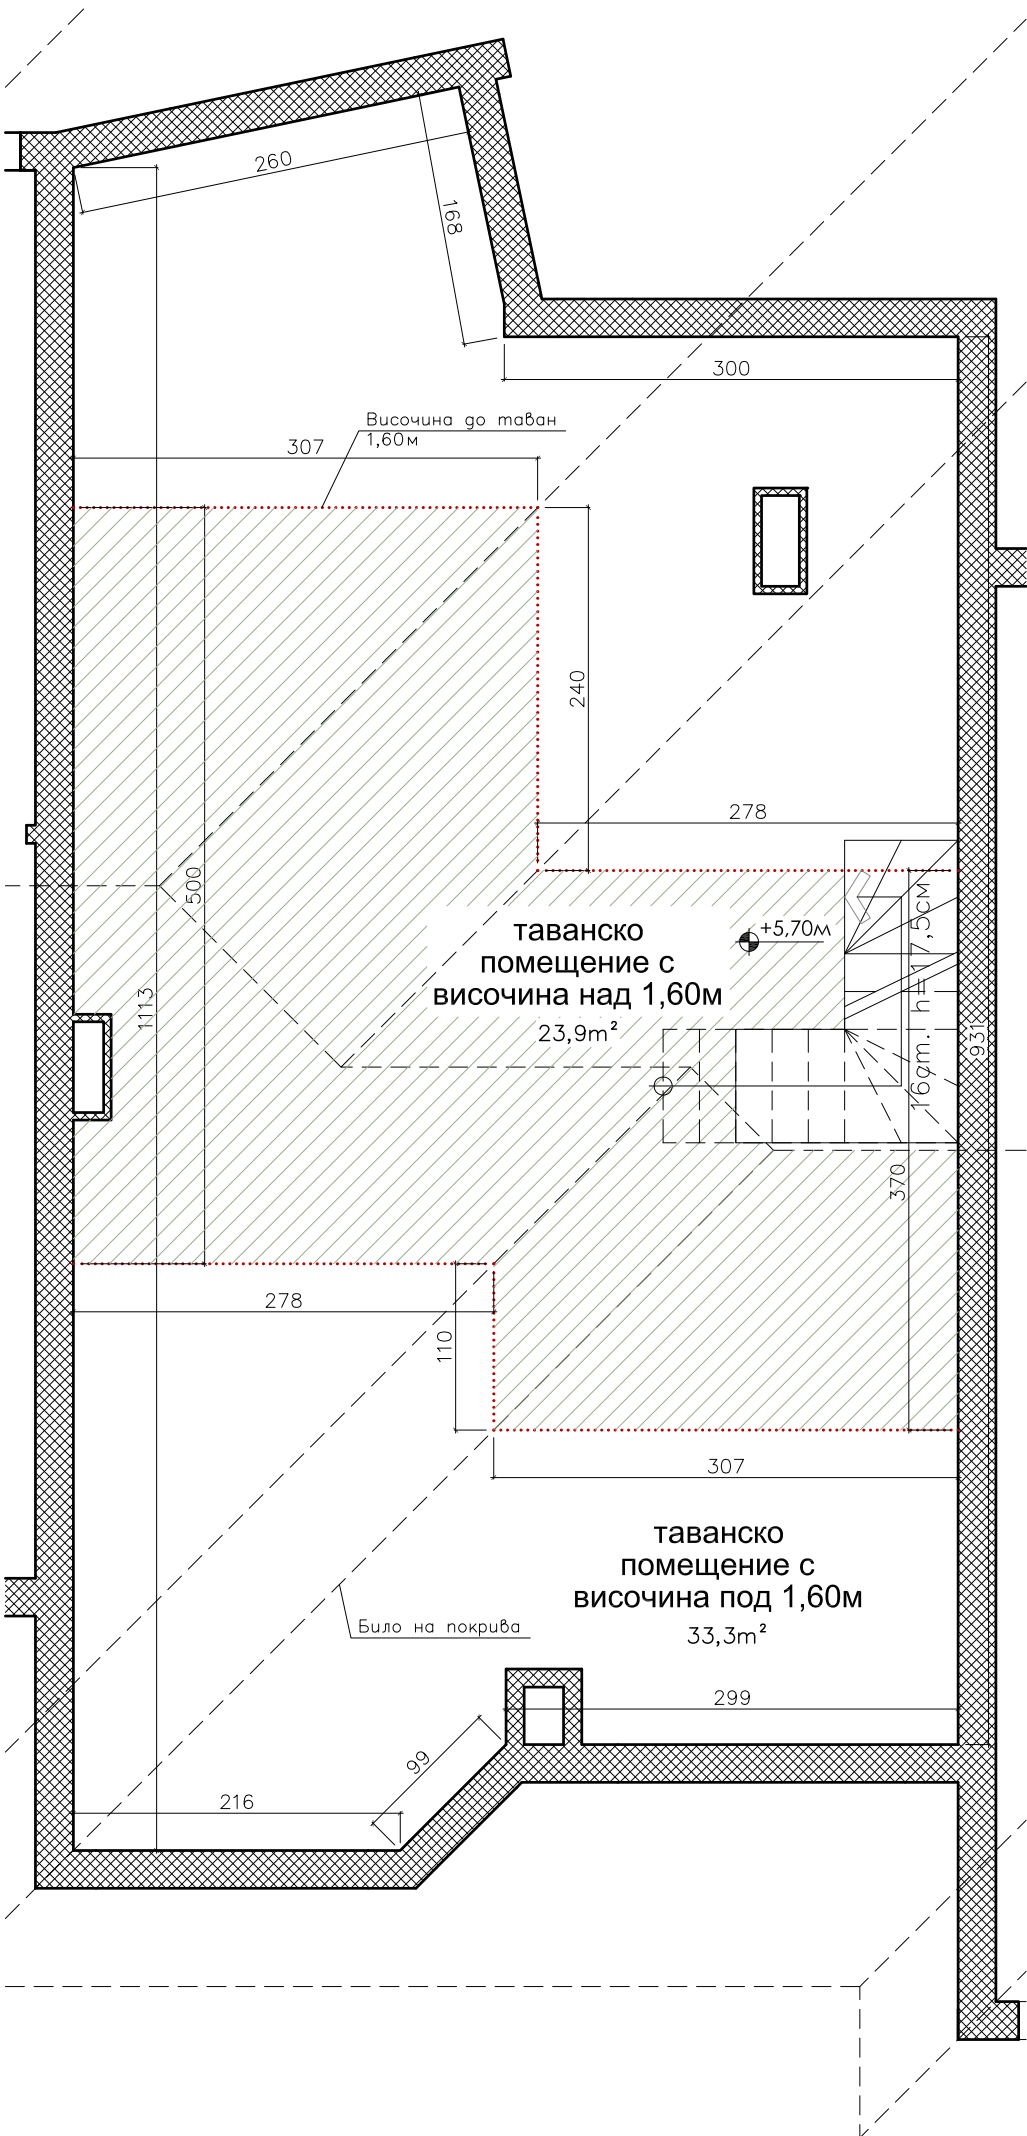 260
168
300
Височина до таван
1,60м
307
240
278
500
таванско
помещение с
височина над 1,60м
23,9m²
+5,70м
16ст. h=17,5см
931
1113
370
278
110
307
таванско
помещение с
височина под 1,60м
33,3m²
Било на покрива
299
99
216